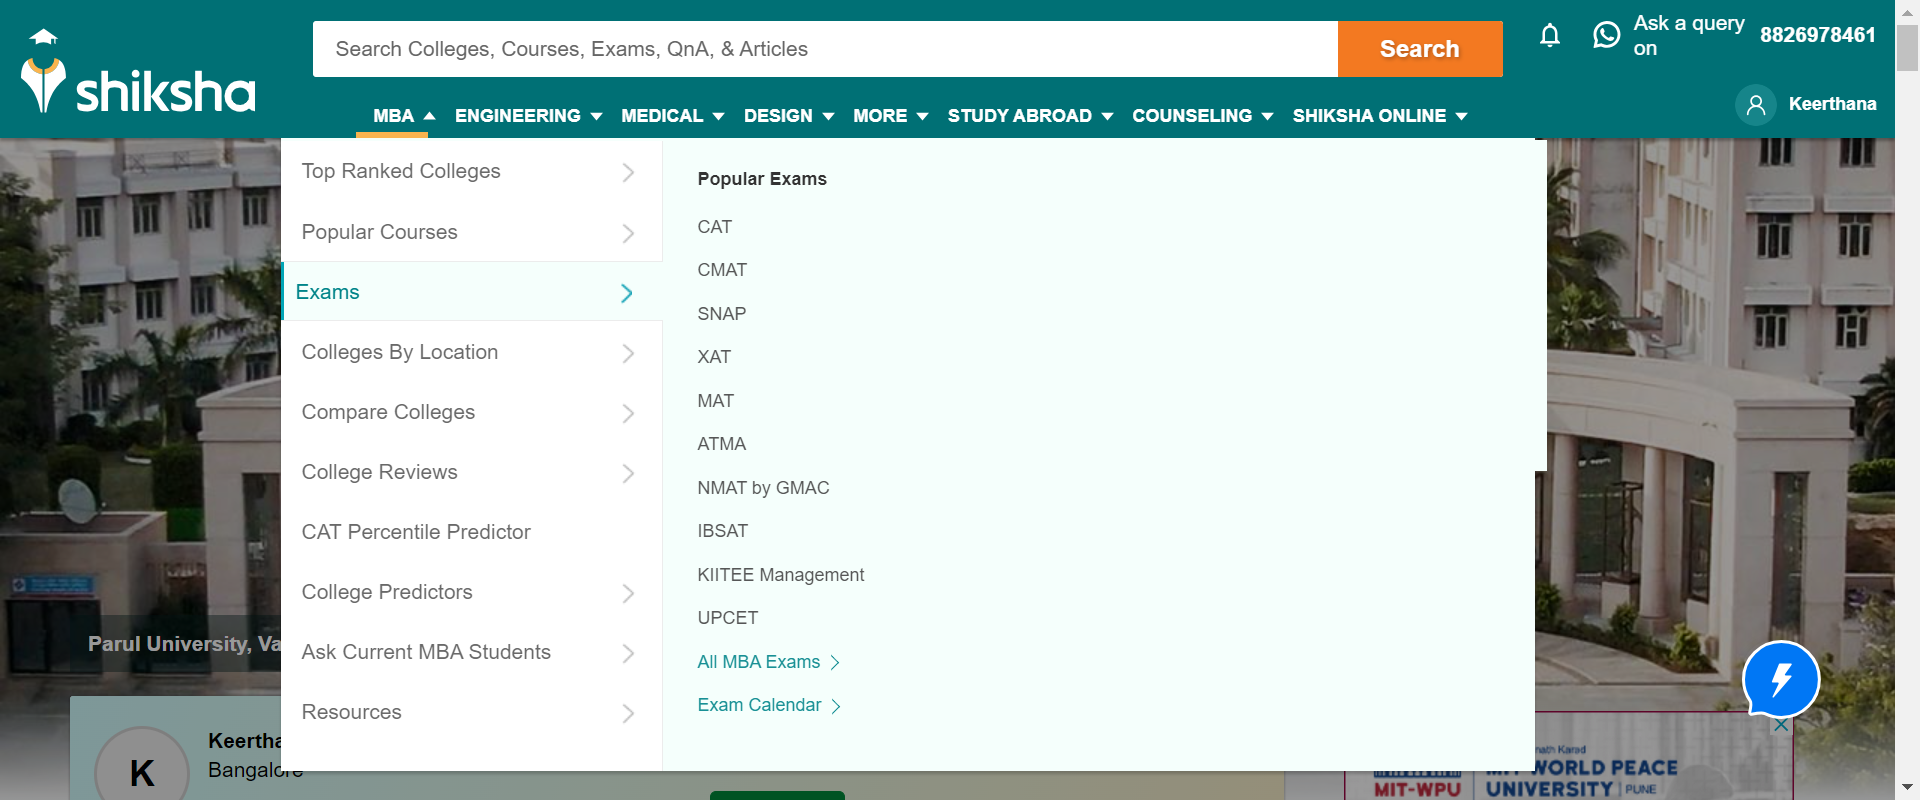 shiksha
Search Colleges, Courses, Exams, QnA, & Articles
Search
Ask a query on
8826978461
Keerthana
MBA
ENGINEERING
MEDICAL
DESIGN
MORE
STUDY ABROAD
COUNSELING
SHIKSHA ONLINE
Top Ranked Colleges
Popular Courses
Exams
Colleges By Location
Compare Colleges
College Reviews
CAT Percentile Predictor
College Predictors
Ask Current MBA Students
Resources
Popular Exams
CAT
CMAT
SNAP
XAT
MAT
ATMA
NMAT by GMAC
IBSAT
KIITEE Management
UPCET
All MBA Exams
Exam Calendar
Parul University, Va
K
Keertha
Bangalore
Karad
MIT-WPU
WORLD PEACE
UNIVERSITY
PUNE